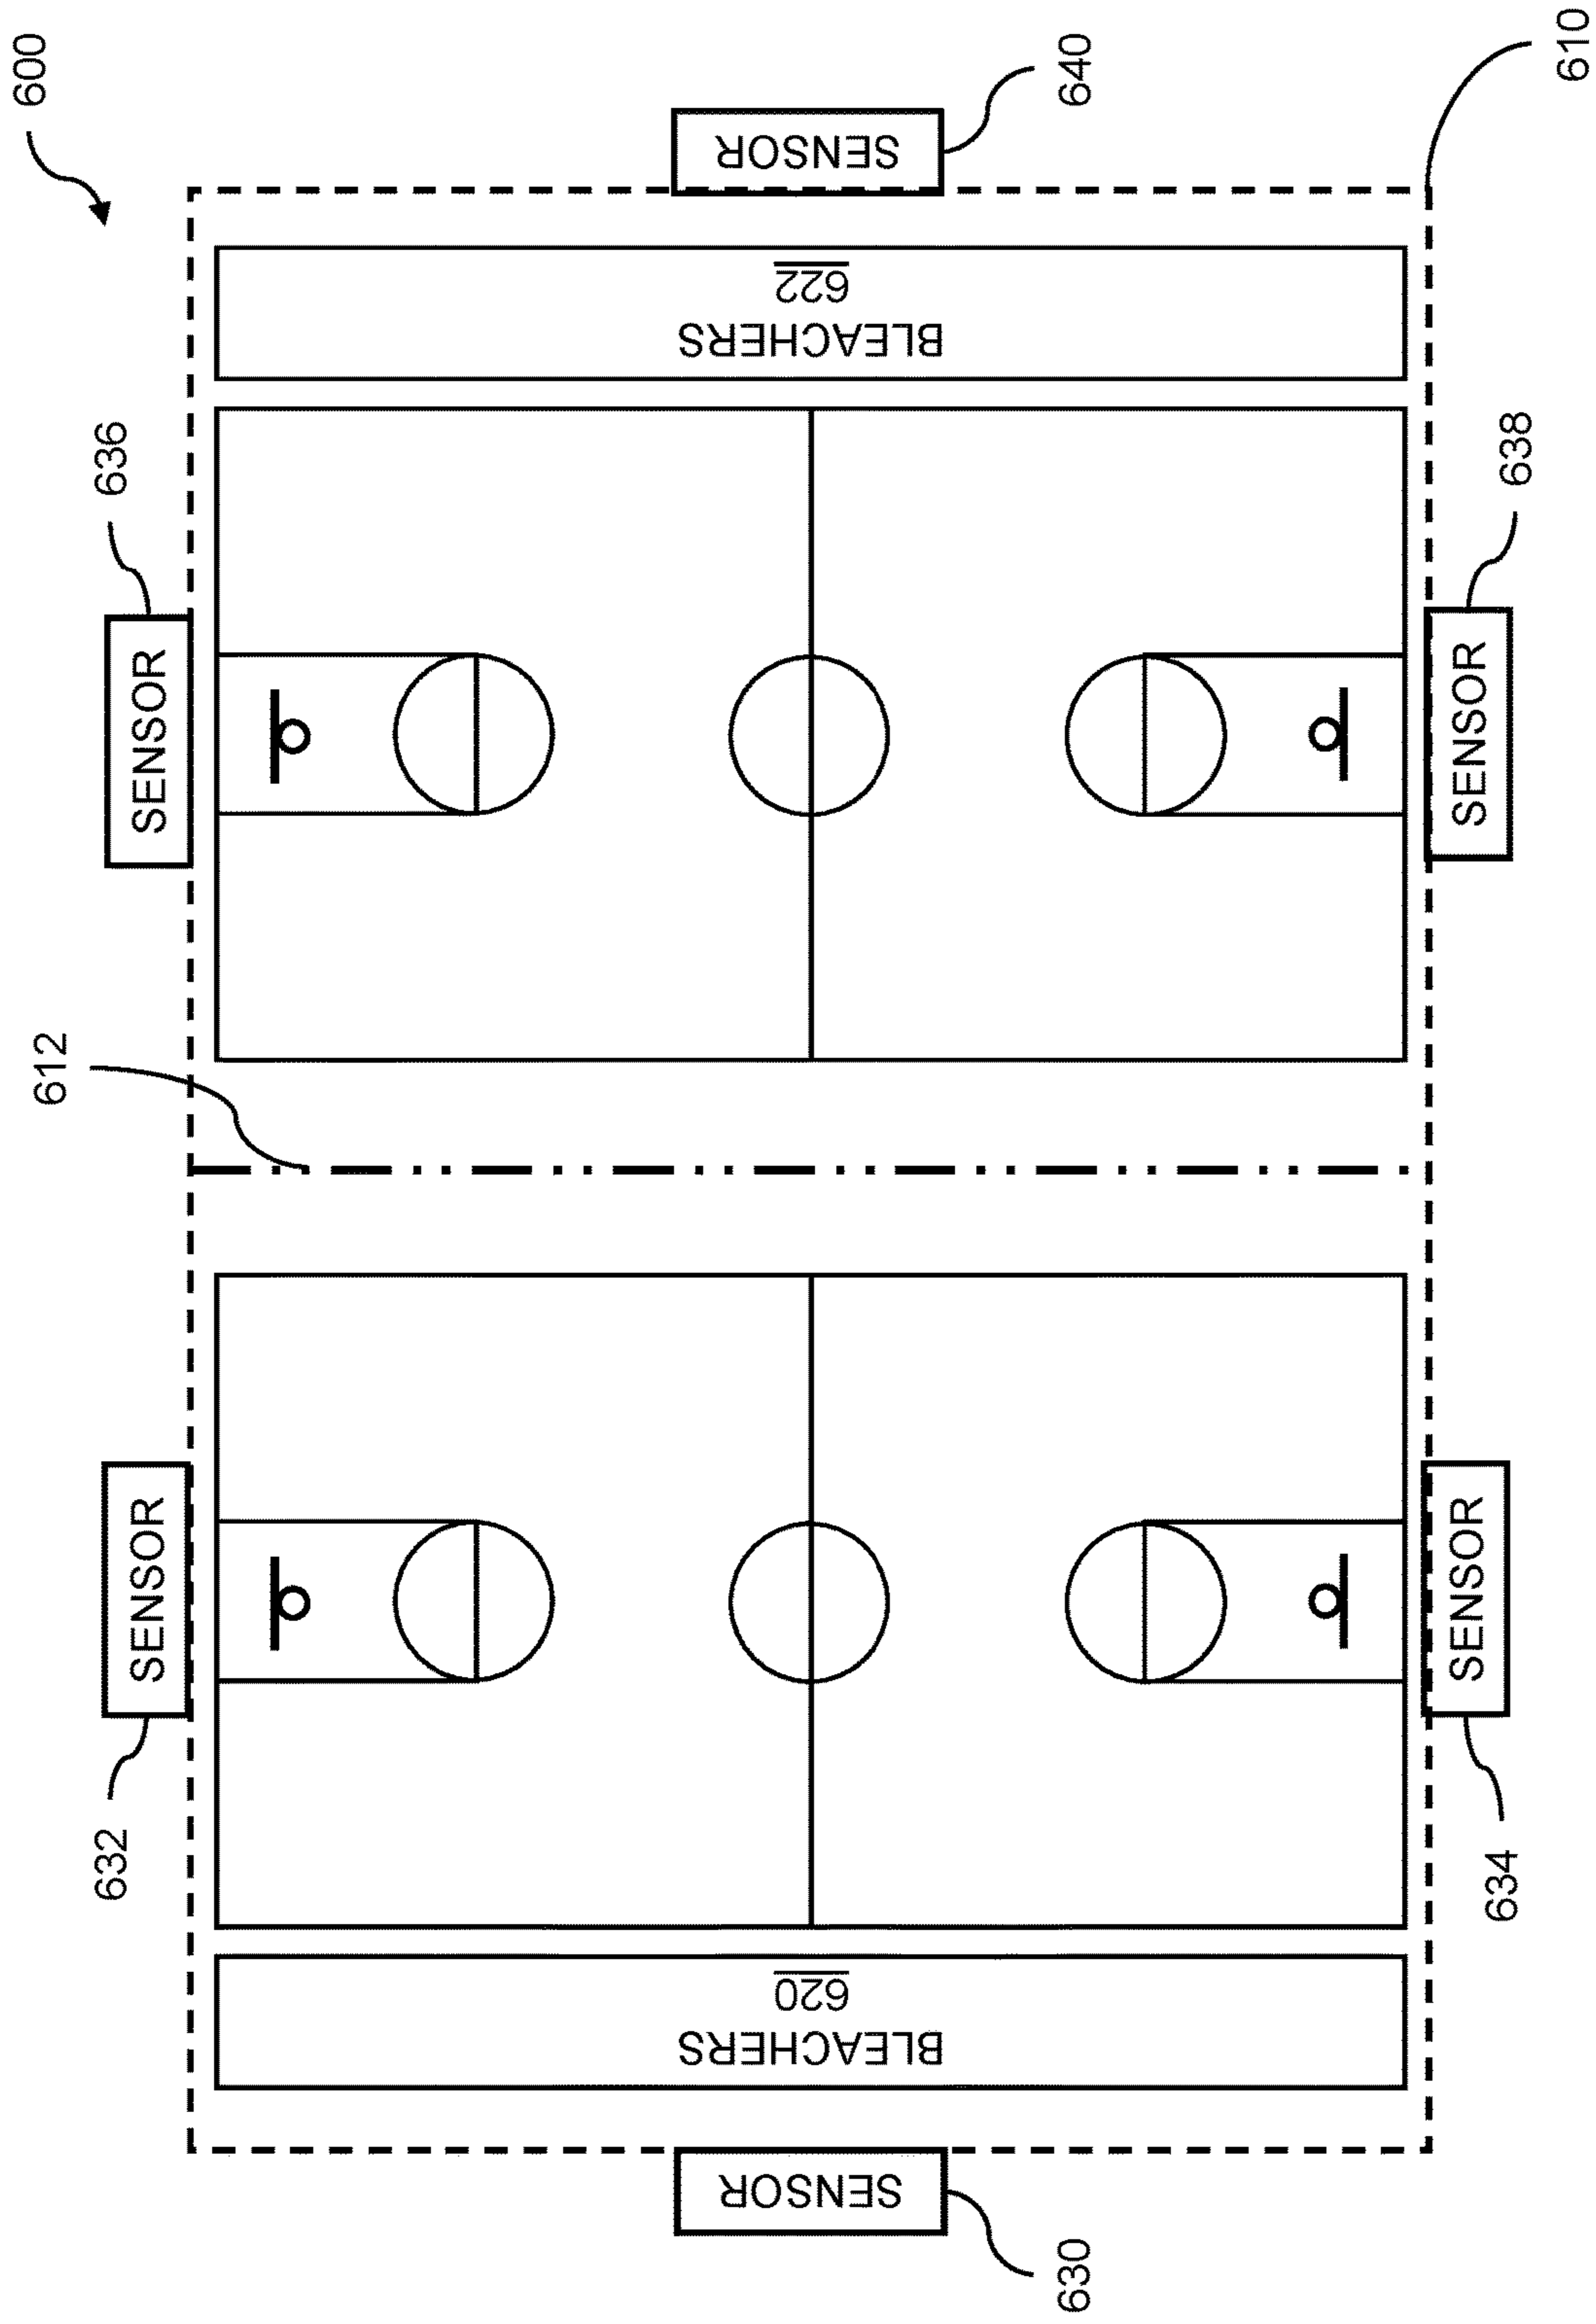 600
612
636
SENSOR
632
SENSOR
640
SENSOR
BLEACHERS
622
BLEACHERS
620
630
SENSOR
638
SENSOR
634
SENSOR
610